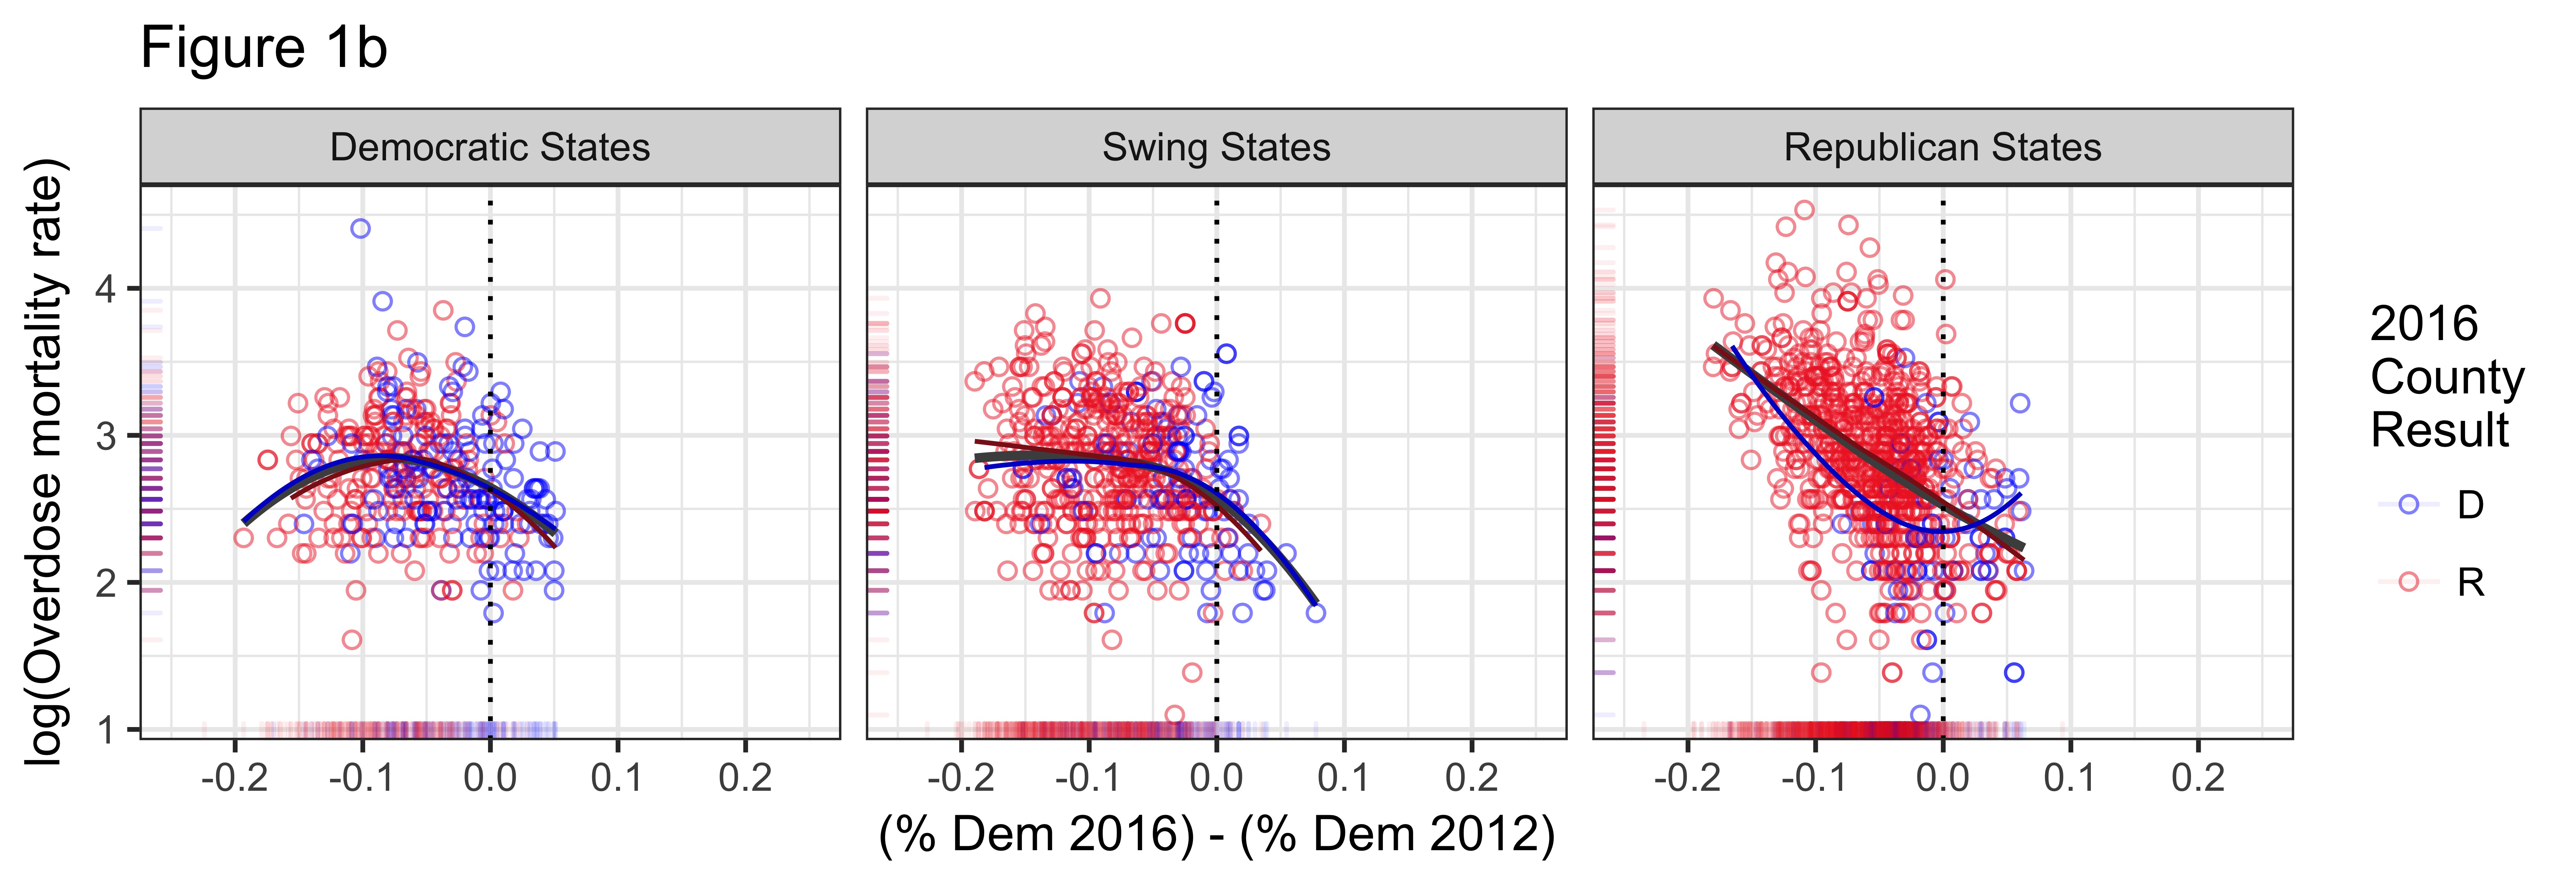 Figure 1b
Democratic States
Swing States
Republican States
log(Overdose mortality rate)
4
3
2
1
-0.2 -0.1 0.0 0.1 0.2
-0.2 -0.1 0.0 0.1 0.2
-0.2 -0.1 0.0 0.1 0.2
(% Dem 2016) - (% Dem 2012)
2016
County
Result
D
R